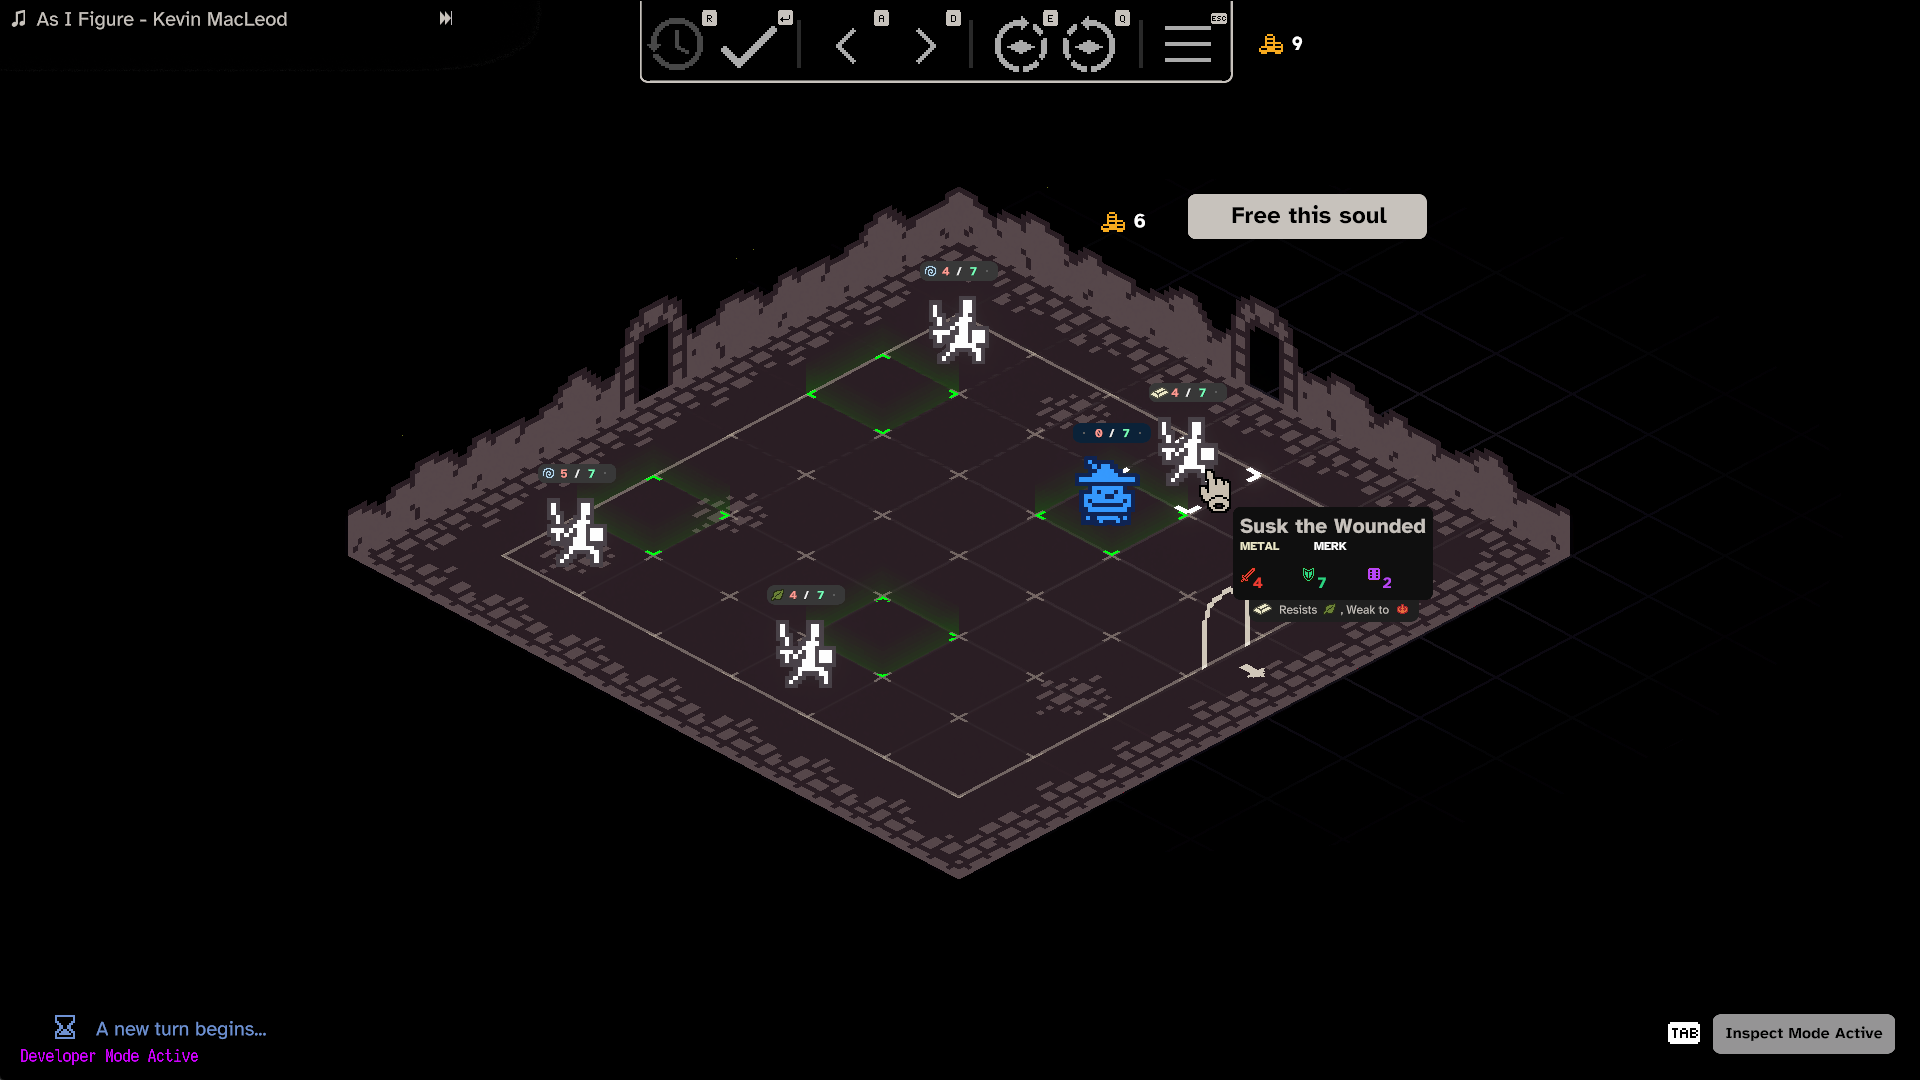 As I Figure - Kevin MacLeod
R
A
D
E
Q
ESC
9
6
Free this soul
4 / 7
4 / 7
0 / 7
5 / 7
Susk the Wounded
METAL MERK
4 7 2
4 / 7
Resists , Weak to
A new turn begins...
Developer Mode Active
TAB
Inspect Mode Active